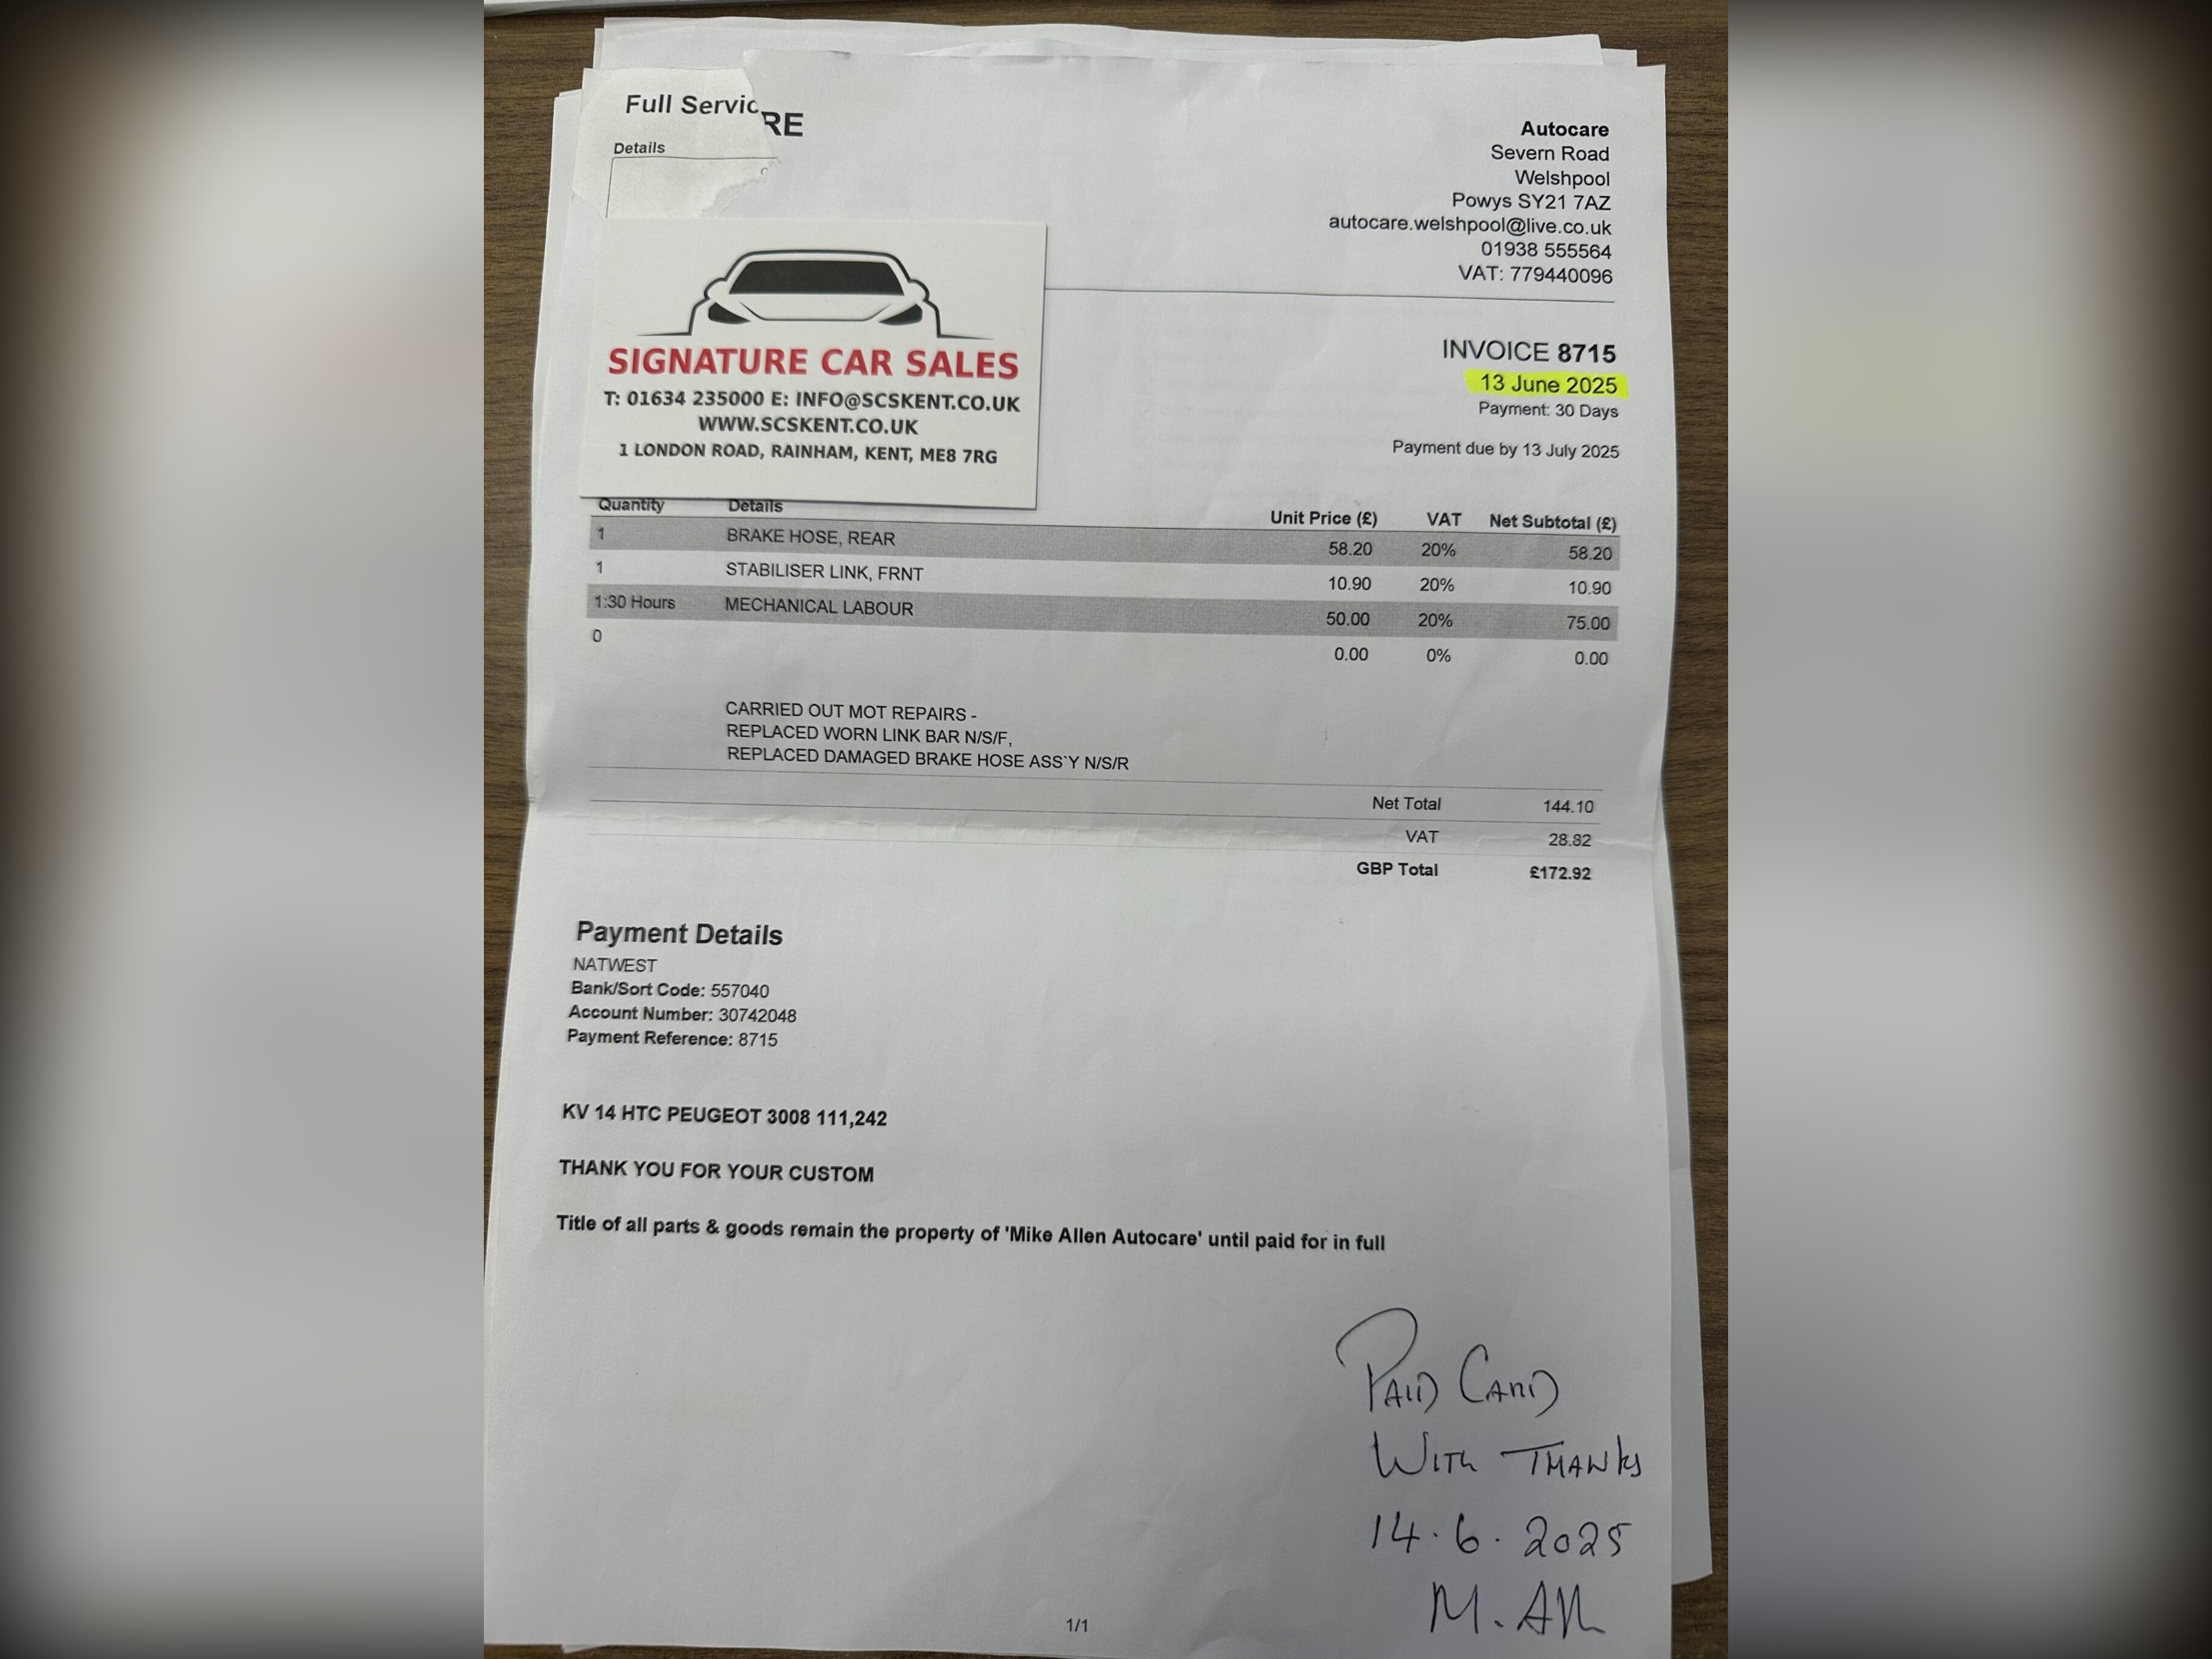 Full Servic
RE
Details
Autocare
Severn Road
Welshpool
Powys SY21 7AZ
autocare.welshpool@live.co.uk
01938 555564
VAT: 779440096
SIGNATURE CAR SALES
T: 01634 235000 E: INFO@SCSKENT.CO.UK
WWW.SCSKENT.CO.UK
1 LONDON ROAD, RAINHAM, KENT, ME8 7RG
INVOICE 8715
13 June 2025
Payment: 30 Days
Payment due by 13 July 2025
Quantity Details Unit Price (£) VAT Net Subtotal (£)
1 BRAKE HOSE, REAR 58.20 20% 58.20
1 STABILISER LINK, FRNT 10.90 20% 10.90
1:30 Hours MECHANICAL LABOUR 50.00 20% 75.00
0 0.00 0% 0.00
CARRIED OUT MOT REPAIRS -
REPLACED WORN LINK BAR N/S/F,
REPLACED DAMAGED BRAKE HOSE ASS`Y N/S/R
Net Total 144.10
VAT 28.82
GBP Total £172.92
Payment Details
NATWEST
Bank/Sort Code: 557040
Account Number: 30742048
Payment Reference: 8715
KV 14 HTC PEUGEOT 3008 111,242
THANK YOU FOR YOUR CUSTOM
Title of all parts & goods remain the property of 'Mike Allen Autocare' until paid for in full
PAID CARD
WITH THANKS
14.6.2025
M.
1/1